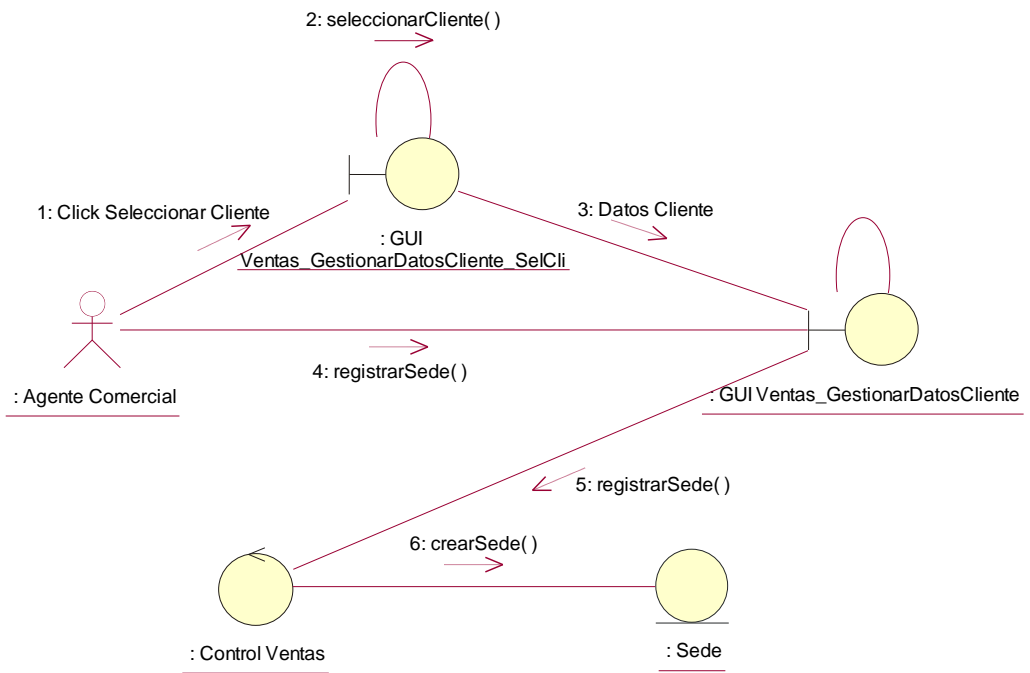 2: seleccionarCliente( )
1: Click Seleccionar Cliente
3: Datos Cliente
: GUI
Ventas_GestionarDatosCliente_SelCli
4: registrarSede( )
: Agente Comercial
: GUI Ventas_GestionarDatosCliente
5: registrarSede( )
6: crearSede( )
: Control Ventas
: Sede